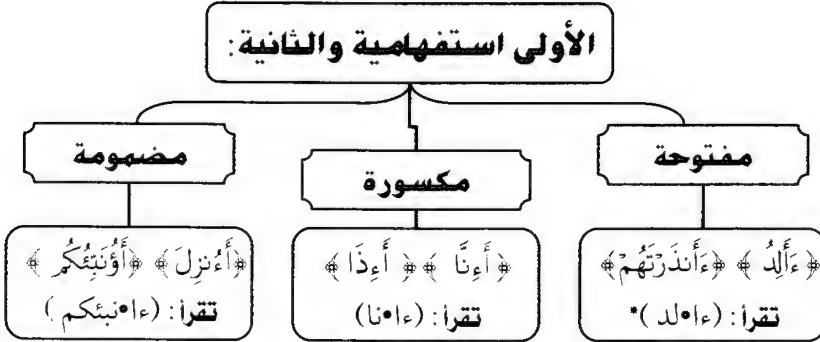 الأولى استفهامية والثانية:
مفتوحة
﴿ءَأَلِدُ﴾ ﴿ءَأَنذَرْتَهُمْ﴾
تقرأ: (ءا•لد)*
مكسورة
﴿أَءِنَّا﴾ ﴿أَءِذَا﴾
تقرأ: (ءا•نا)
مضمومة
﴿أَءُنزِلَ﴾ ﴿أَؤُنَبِّئُكُم﴾
تقرأ: (ءا•نبئكم)